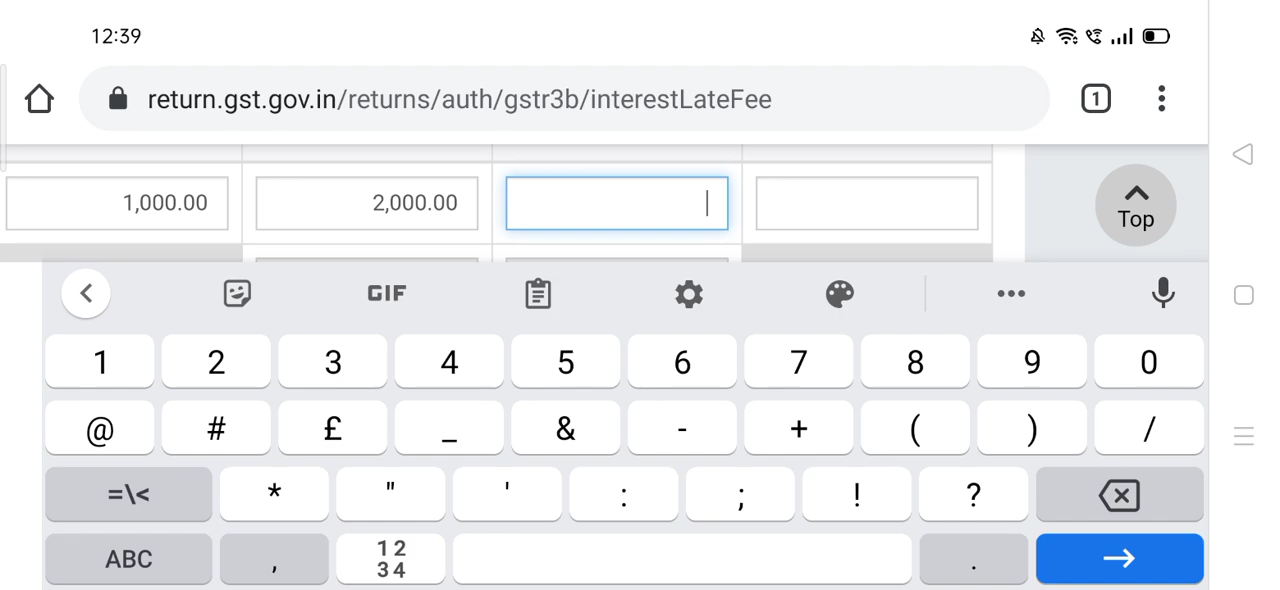 12:39
return.gst.gov.in/returns/auth/gstr3b/interestLateFee
1
1,000.00 2,000.00
Top
GIF
1 2 3 4 5 6 7 8 9 0
@ # £ _ & - + ( ) /
=\< * " ' : ; ! ?
ABC , 12 .
34